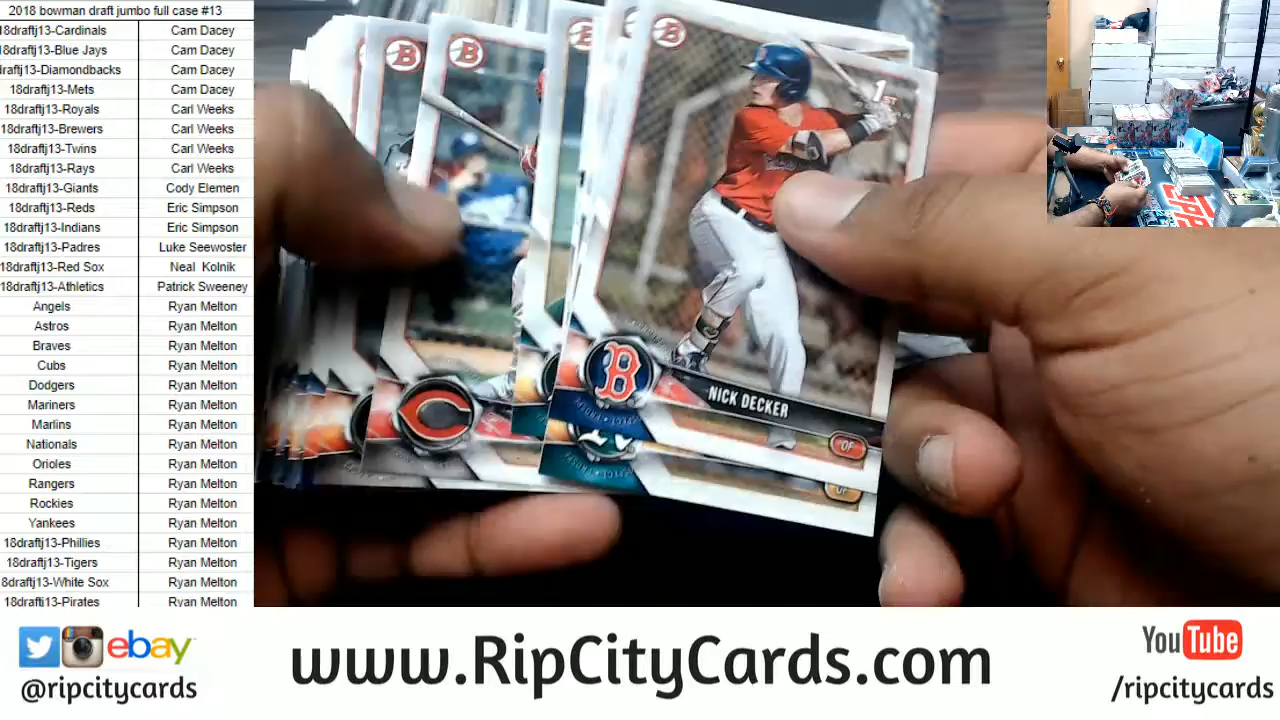 2018 bowman draft jumbo full case #13
18draftj13-Cardinals Cam Dacey
18draftj13-Blue Jays Cam Dacey
draftj13-Diamondbacks Cam Dacey
18draftj13-Mets Cam Dacey
18draftj13-Royals Carl Weeks
8draftj13-Brewers Carl Weeks
18draftj13-Twins Carl Weeks
18draftj13-Rays Carl Weeks
18draftj13-Giants Cody Elemen
18draftj13-Reds Eric Simpson
18draftj13-Indians Eric Simpson
18draftj13-Padres Luke Seewoster
18draftj13-Red Sox Neal Kolnik
18draftj13-Athletics Patrick Sweeney
Angels Ryan Melton
Astros Ryan Melton
Braves Ryan Melton
Cubs Ryan Melton
Dodgers Ryan Melton
Mariners Ryan Melton
Marlins Ryan Melton
Nationals Ryan Melton
Orioles Ryan Melton
Rangers Ryan Melton
Rockies Ryan Melton
Yankees Ryan Melton
18draftj13-Phillies Ryan Melton
18draftj13-Tigers Ryan Melton
8draftj13-White Sox Ryan Melton
18draftj13-Pirates Ryan Melton
B
B
B
B
1st
B
NICK DECKER
OF
C
OF
ebay
@ripcitycards
www.RipCityCards.com
YouTube
/ripcitycards